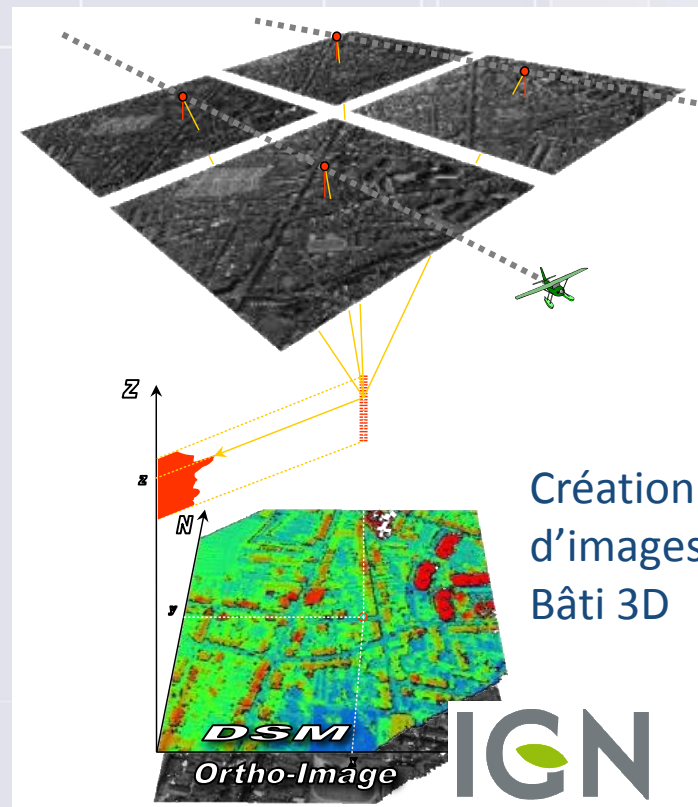 Z
z
N
Création
d’images
Bâti 3D
y
DSM
Ortho-Image
IGN